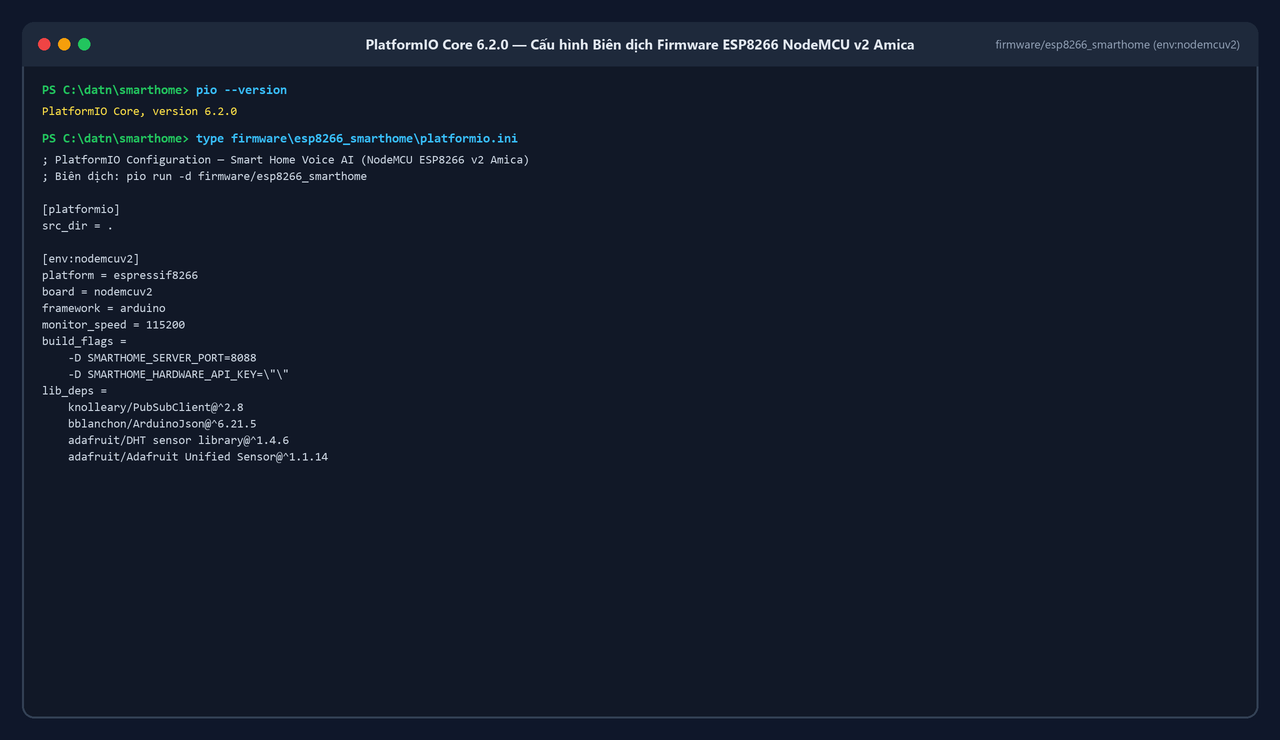 PlatformIO Core 6.2.0 — Cấu hình Biên dịch Firmware ESP8266 NodeMCU v2 Amica
firmware/esp8266_smarthome (env:nodemcuv2)
PS C:\datn\smarthome> pio --version
PlatformIO Core, version 6.2.0
PS C:\datn\smarthome> type firmware\esp8266_smarthome\platformio.ini
; PlatformIO Configuration — Smart Home Voice AI (NodeMCU ESP8266 v2 Amica)
; Biên dịch: pio run -d firmware/esp8266_smarthome
[platformio]
src_dir = .
[env:nodemcuv2]
platform = espressif8266
board = nodemcuv2
framework = arduino
monitor_speed = 115200
build_flags =
    -D SMARTHOME_SERVER_PORT=8088
    -D SMARTHOME_HARDWARE_API_KEY=\"\"
lib_deps =
    knolleary/PubSubClient@^2.8
    bblanchon/ArduinoJson@^6.21.5
    adafruit/DHT sensor library@^1.4.6
    adafruit/Adafruit Unified Sensor@^1.1.14